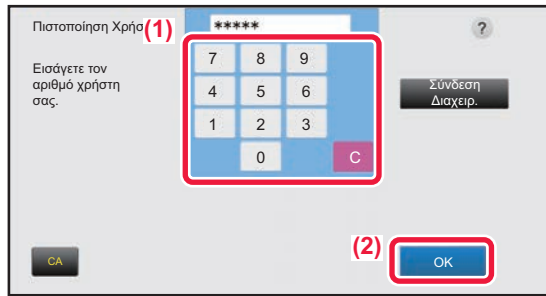 Πιστοποίηση Χρήσ
(1)
*****
?
Εισάγετε τον
αριθμό χρήστη
σας.
7 8 9
4 5 6
1 2 3
0 C
Σύνδεση
Διαχειρ.
(2)
CA
OK